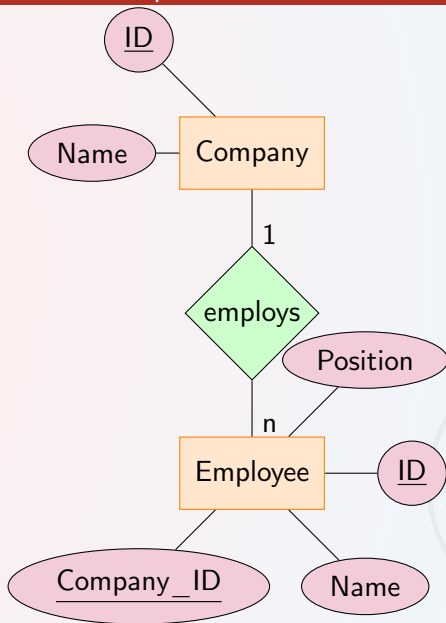 ID
Name
Company
1
employs
Position
n
Employee
ID
Company_ID
Name